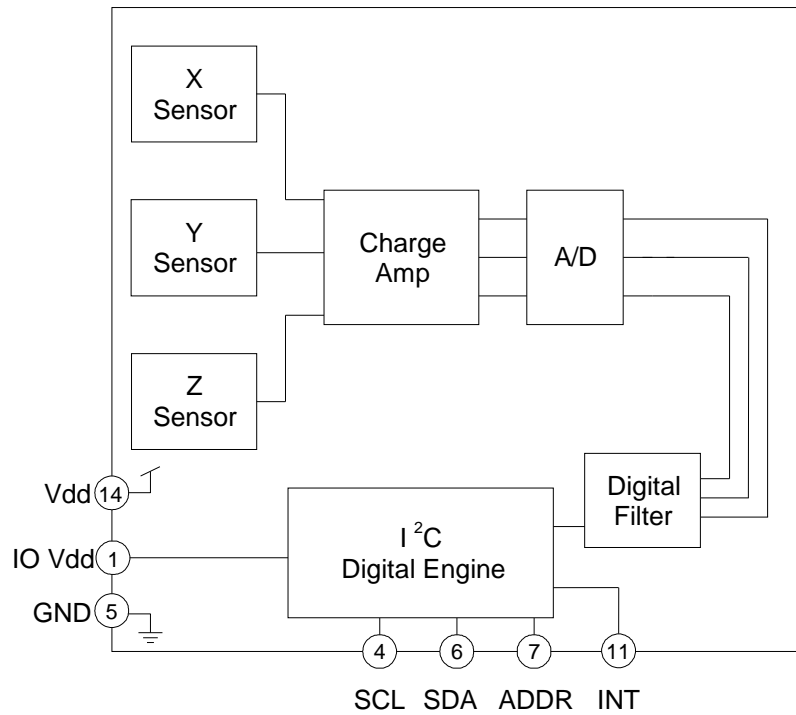 X
Sensor
Y
Sensor
Z
Sensor
Charge
Amp
A/D
Digital
Filter
I ²C
Digital Engine
Vdd 14
IO Vdd 1
GND 5
4 6 7 11
SCL SDA ADDR INT